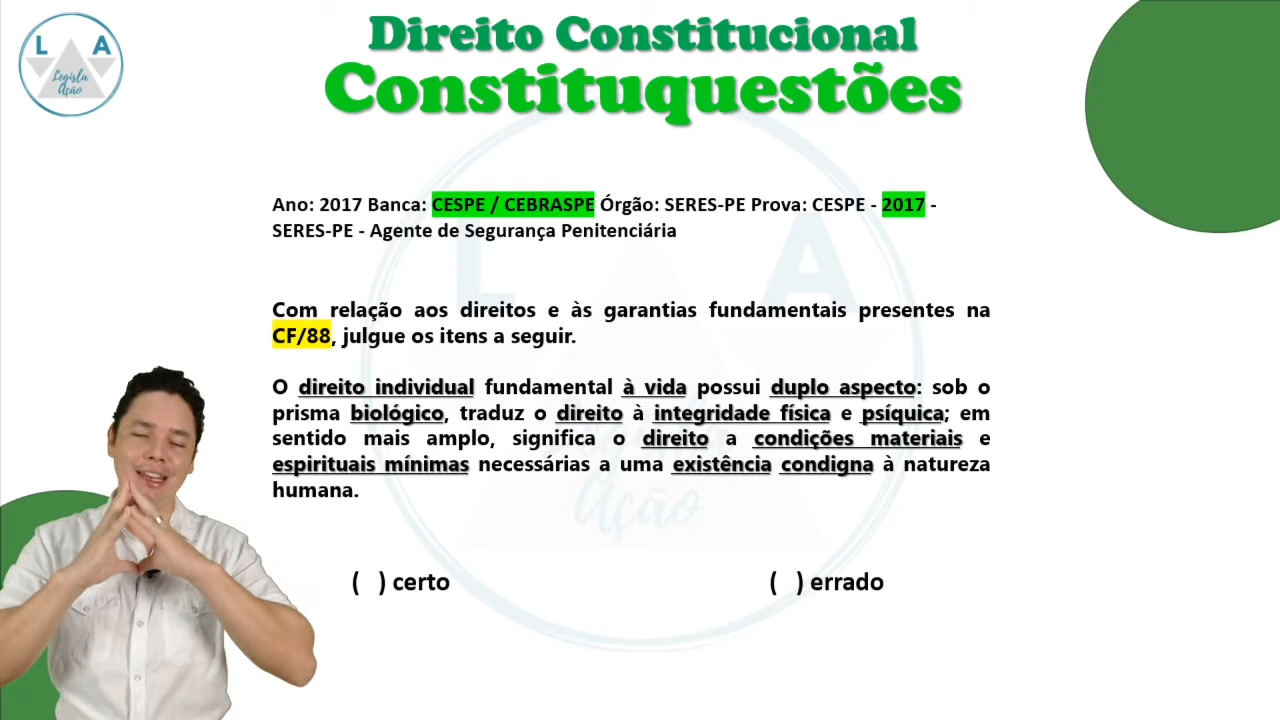 L A
Legisla
Ação
Direito Constitucional
Constituquestões
Ano: 2017 Banca: CESPE / CEBRASPE Órgão: SERES-PE Prova: CESPE - 2017 -
SERES-PE - Agente de Segurança Penitenciária
Com relação aos direitos e às garantias fundamentais presentes na
CF/88, julgue os itens a seguir.
O direito individual fundamental à vida possui duplo aspecto: sob o
prisma biológico, traduz o direito à integridade física e psíquica; em
sentido mais amplo, significa o direito a condições materiais e
espirituais mínimas necessárias a uma existência condigna à natureza
humana.
( ) certo ( ) errado